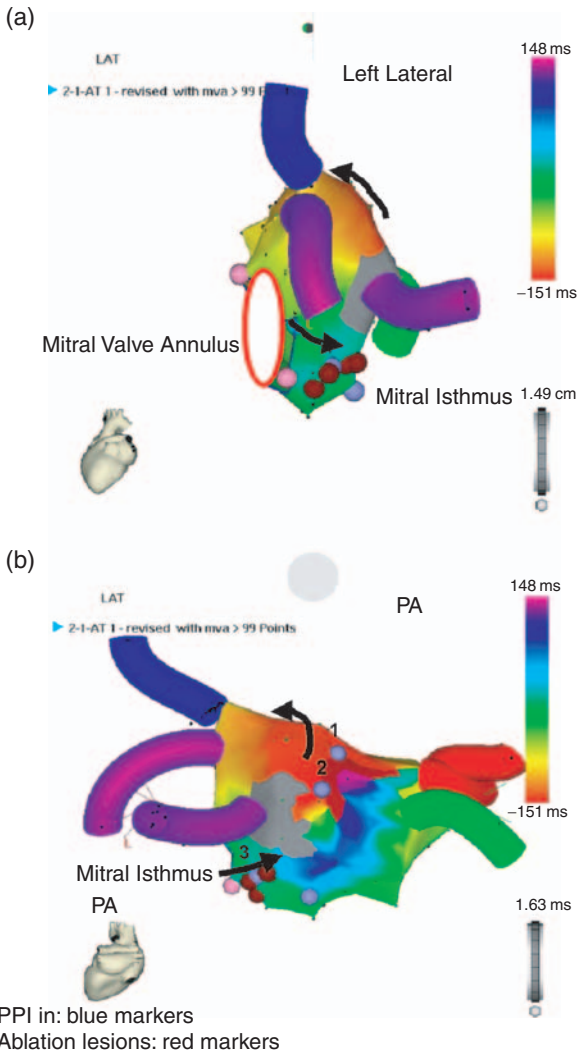 (a)
LAT
Left Lateral
148 ms
2-1-AT 1 - revised with mva > 99
–151 ms
Mitral Valve Annulus
Mitral Isthmus
1.49 cm
(b)
LAT
PA
148 ms
2-1-AT 1 - revised with mva > 99 Points
1
2
–151 ms
3
Mitral Isthmus
PA
1.63 cm
PPI in: blue markers
Ablation lesions: red markers